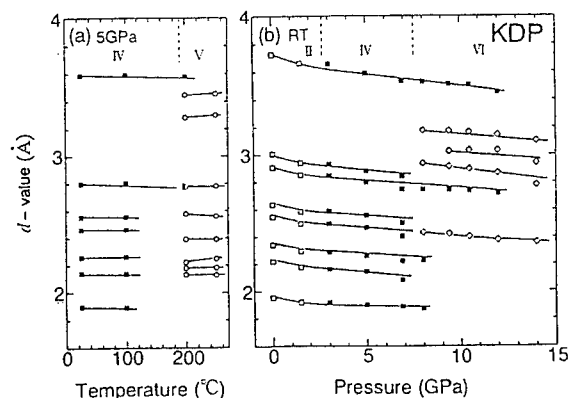 (a) 5GPa
IV
V
(b) RT
II
IV
VI
KDP
4
3
2
d-value (Å)
0
100
200
0
5
10
15
Temperature (℃)
Pressure (GPa)